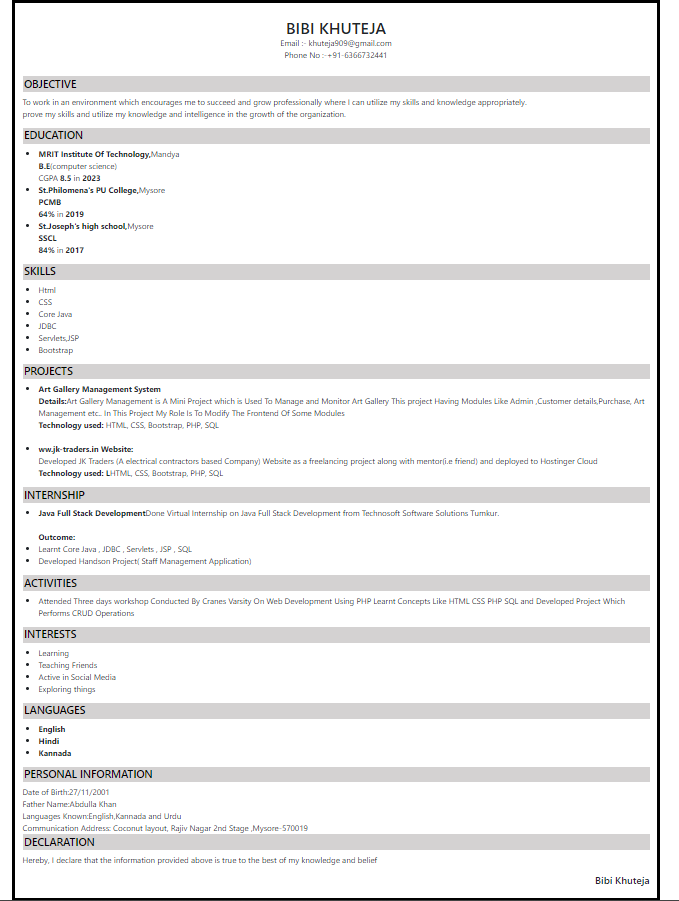 BIBI KHUTEJA
Email :- khuteja909@gmail.com
Phone No :-+91-6366732441
OBJECTIVE
To work in an environment which encourages me to succeed and grow professionally where I can utilize my skills and knowledge appropriately.
prove my skills and utilize my knowledge and intelligence in the growth of the organization.
EDUCATION
• MRIT Institute Of Technology,Mandya
B.E(computer science)
CGPA 8.5 in 2023
• St.Philomena's PU College,Mysore
PCMB
64% in 2019
• St.Joseph's high school,Mysore
SSCL
84% in 2017
SKILLS
• Html
• CSS
• Core Java
• JDBC
• Servlets,JSP
• Bootstrap
PROJECTS
• Art Gallery Management System
Details:Art Gallery Management is A Mini Project which is Used To Manage and Monitor Art Gallery This project Having Modules Like Admin ,Customer details,Purchase, Art
Management etc.. In This Project My Role Is To Modify The Frontend Of Some Modules
Technology used: HTML, CSS, Bootstrap, PHP, SQL
• ww.jk-traders.in Website:
Developed JK Traders (A electrical contractors based Company) Website as a freelancing project along with mentor(i.e friend) and deployed to Hostinger Cloud
Technology used: LHTML, CSS, Bootstrap, PHP, SQL
INTERNSHIP
• Java Full Stack DevelopmentDone Virtual Internship on Java Full Stack Development from Technosoft Software Solutions Tumkur.
Outcome:
• Learnt Core Java , JDBC , Servlets , JSP , SQL
• Developed Handson Project( Staff Management Application)
ACTIVITIES
• Attended Three days workshop Conducted By Cranes Varsity On Web Development Using PHP Learnt Concepts Like HTML CSS PHP SQL and Developed Project Which
Performs CRUD Operations
INTERESTS
• Learning
• Teaching Friends
• Active in Social Media
• Exploring things
LANGUAGES
• English
• Hindi
• Kannada
PERSONAL INFORMATION
Date of Birth:27/11/2001
Father Name:Abdulla Khan
Languages Known:English,Kannada and Urdu
Communication Address: Coconut layout, Rajiv Nagar 2nd Stage ,Mysore-570019
DECLARATION
Hereby, I declare that the information provided above is true to the best of my knowledge and belief
Bibi Khuteja